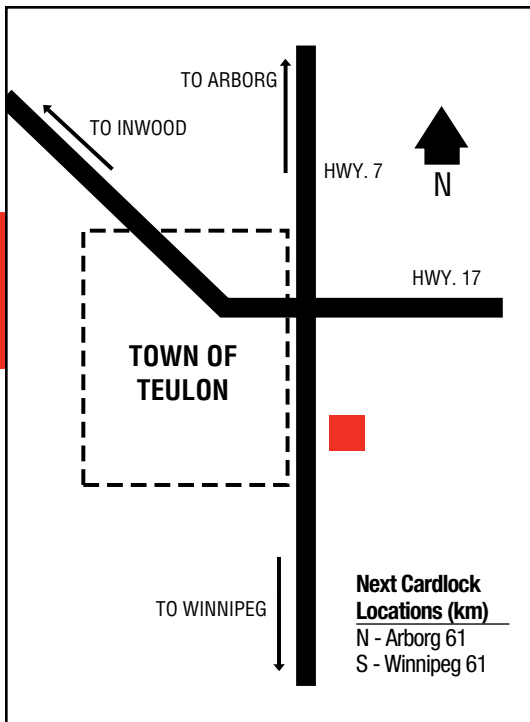 TO ARBORG
TO INWOOD
HWY. 7
N
HWY. 17
TOWN OF
TEULON
TO WINNIPEG
Next Cardlock
Locations (km)
N - Arborg 61
S - Winnipeg 61